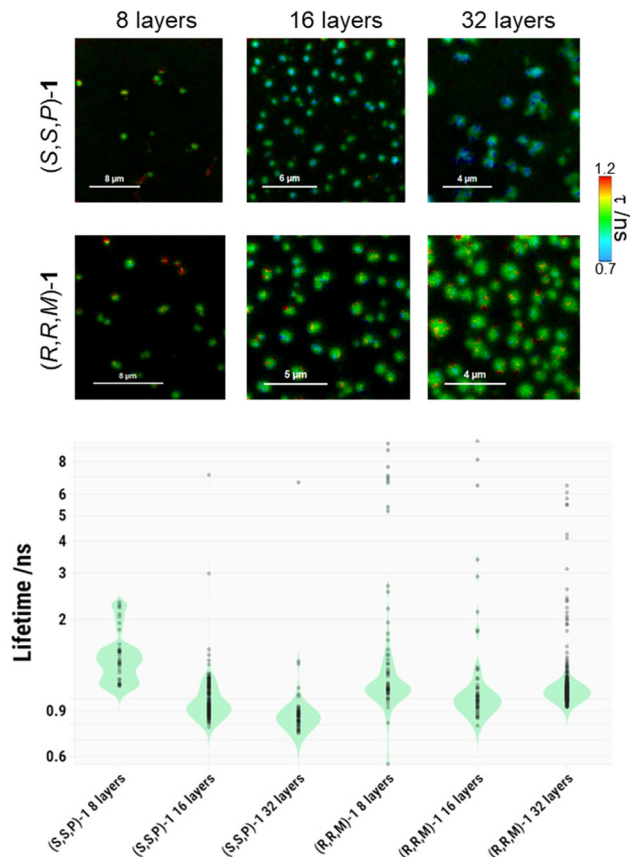 8 layers
16 layers
32 layers
(S,S,P)-1
8 µm
6 µm
4 µm
1.2
τ /ns
0.7
(R,R,M)-1
8 µm
5 µm
4 µm
Lifetime /ns
8
6
5
4
3
2
0.9
0.6
(S,S,P)-1 8 layers
(S,S,P)-1 16 layers
(S,S,P)-1 32 layers
(R,R,M)-1 8 layers
(R,R,M)-1 16 layers
(R,R,M)-1 32 layers